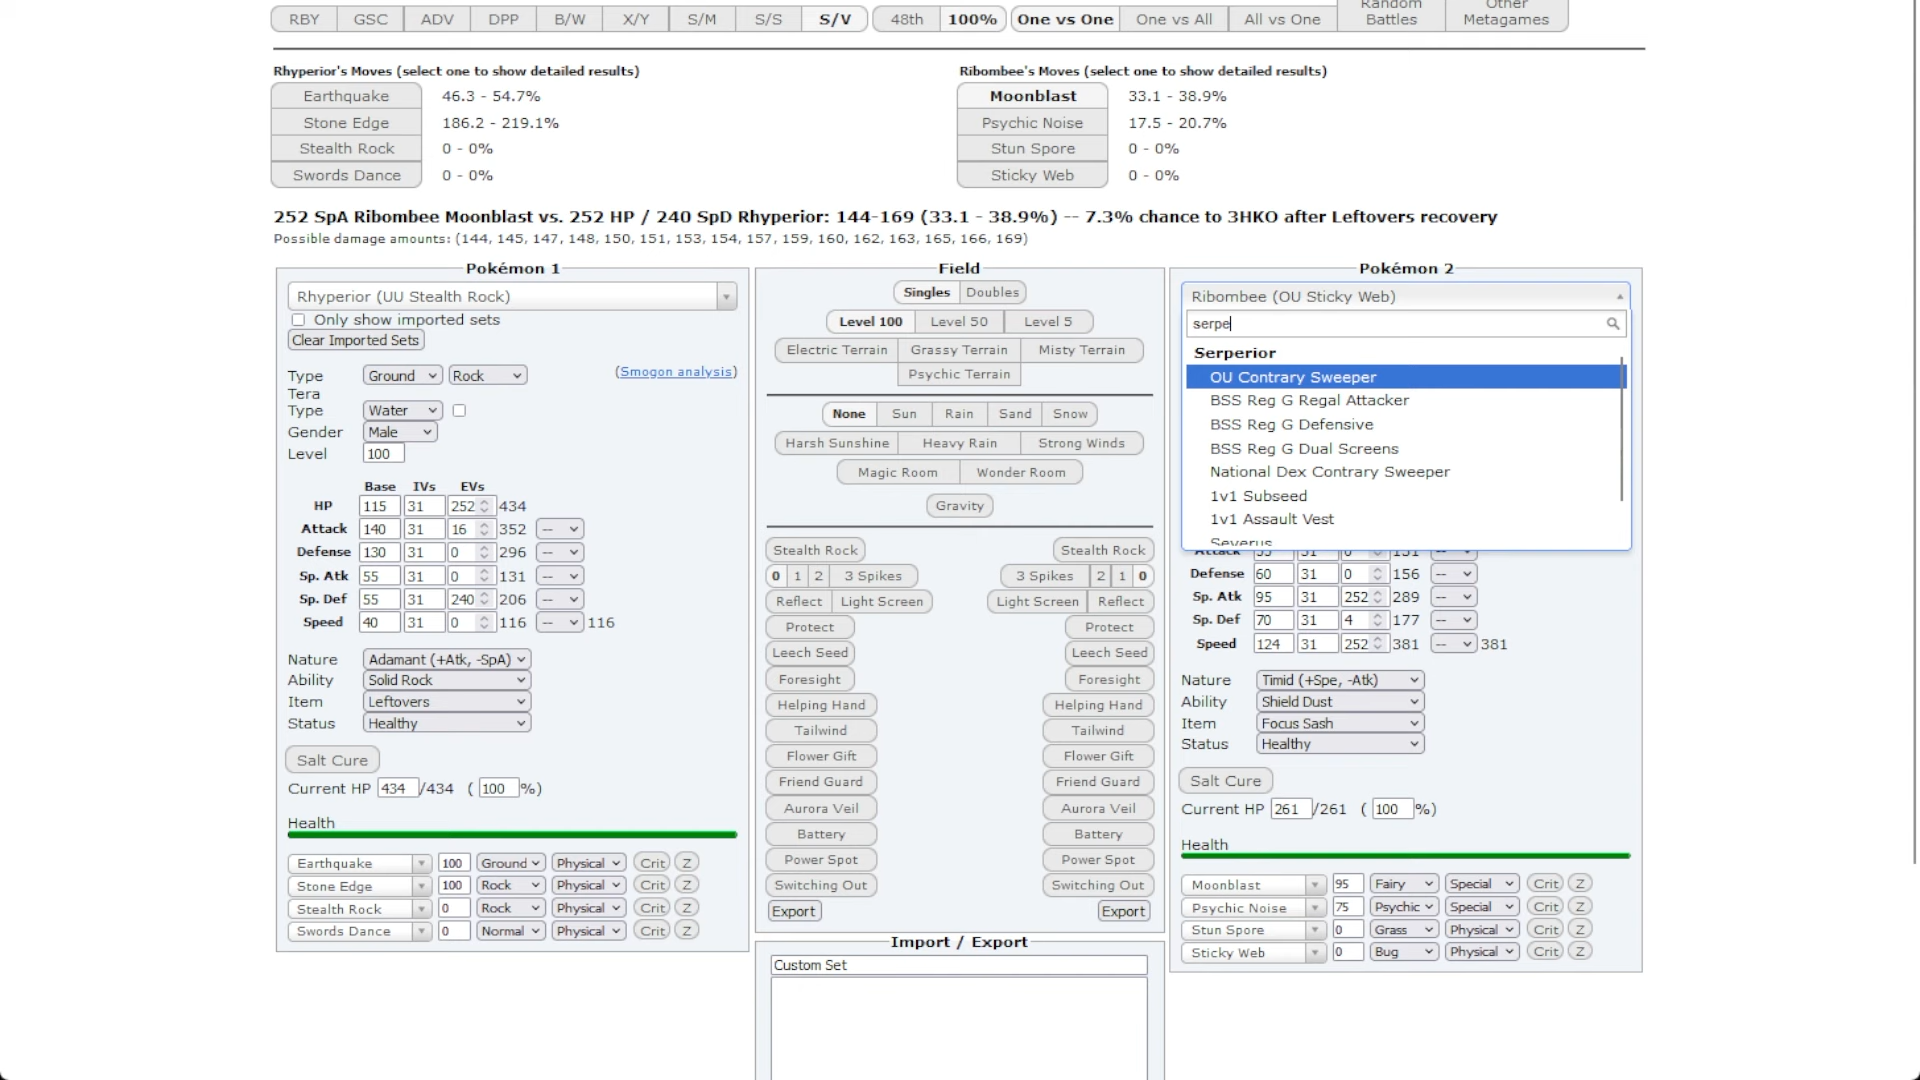 RBY GSC ADV DPP B/W X/Y S/M S/S S/V 48th 100% One vs One One vs All All vs One Random Battles Other Metagames
Rhyperior's Moves (select one to show detailed results)
Earthquake 46.3 - 54.7%
Stone Edge 186.2 - 219.1%
Stealth Rock 0 - 0%
Swords Dance 0 - 0%
Ribombee's Moves (select one to show detailed results)
Moonblast 33.1 - 38.9%
Psychic Noise 17.5 - 20.7%
Stun Spore 0 - 0%
Sticky Web 0 - 0%
252 SpA Ribombee Moonblast vs. 252 HP / 240 SpD Rhyperior: 144-169 (33.1 - 38.9%) -- 7.3% chance to 3HKO after Leftovers recovery
Possible damage amounts: (144, 145, 147, 148, 150, 151, 153, 154, 157, 159, 160, 162, 163, 165, 166, 169)
Pokémon 1
Rhyperior (UU Stealth Rock)
Only show imported sets
Clear Imported Sets
Type Ground Rock (Smogon analysis)
Tera
Type Water
Gender Male
Level 100
Base IVs EVs
HP 115 31 252 434
Attack 140 31 16 352 --
Defense 130 31 0 296 --
Sp. Atk 55 31 0 131 --
Sp. Def 55 31 240 206 --
Speed 40 31 0 116 -- 116
Nature Adamant (+Atk, -SpA)
Ability Solid Rock
Item Leftovers
Status Healthy
Salt Cure
Current HP 434 /434 ( 100 %)
Health
Earthquake 100 Ground Physical Crit Z
Stone Edge 100 Rock Physical Crit Z
Stealth Rock 0 Rock Physical Crit Z
Swords Dance 0 Normal Physical Crit Z
Field
Singles Doubles
Level 100 Level 50 Level 5
Electric Terrain Grassy Terrain Misty Terrain
Psychic Terrain
None Sun Rain Sand Snow
Harsh Sunshine Heavy Rain Strong Winds
Magic Room Wonder Room
Gravity
Stealth Rock Stealth Rock
0 1 2 3 Spikes 3 Spikes 2 1 0
Reflect Light Screen Light Screen Reflect
Protect Protect
Leech Seed Leech Seed
Foresight Foresight
Helping Hand Helping Hand
Tailwind Tailwind
Flower Gift Flower Gift
Friend Guard Friend Guard
Aurora Veil Aurora Veil
Battery Battery
Power Spot Power Spot
Switching Out Switching Out
Export Export
Import / Export
Custom Set
Pokémon 2
Ribombee (OU Sticky Web)
serpe
Serperior
OU Contrary Sweeper
BSS Reg G Regal Attacker
BSS Reg G Defensive
BSS Reg G Dual Screens
National Dex Contrary Sweeper
1v1 Subseed
1v1 Assault Vest
Severus
Attack 55 31 0 131 --
Defense 60 31 0 156 --
Sp. Atk 95 31 252 289 --
Sp. Def 70 31 4 177 --
Speed 124 31 252 381 -- 381
Nature Timid (+Spe, -Atk)
Ability Shield Dust
Item Focus Sash
Status Healthy
Salt Cure
Current HP 261 /261 ( 100 %)
Health
Moonblast 95 Fairy Special Crit Z
Psychic Noise 75 Psychic Special Crit Z
Stun Spore 0 Grass Physical Crit Z
Sticky Web 0 Bug Physical Crit Z